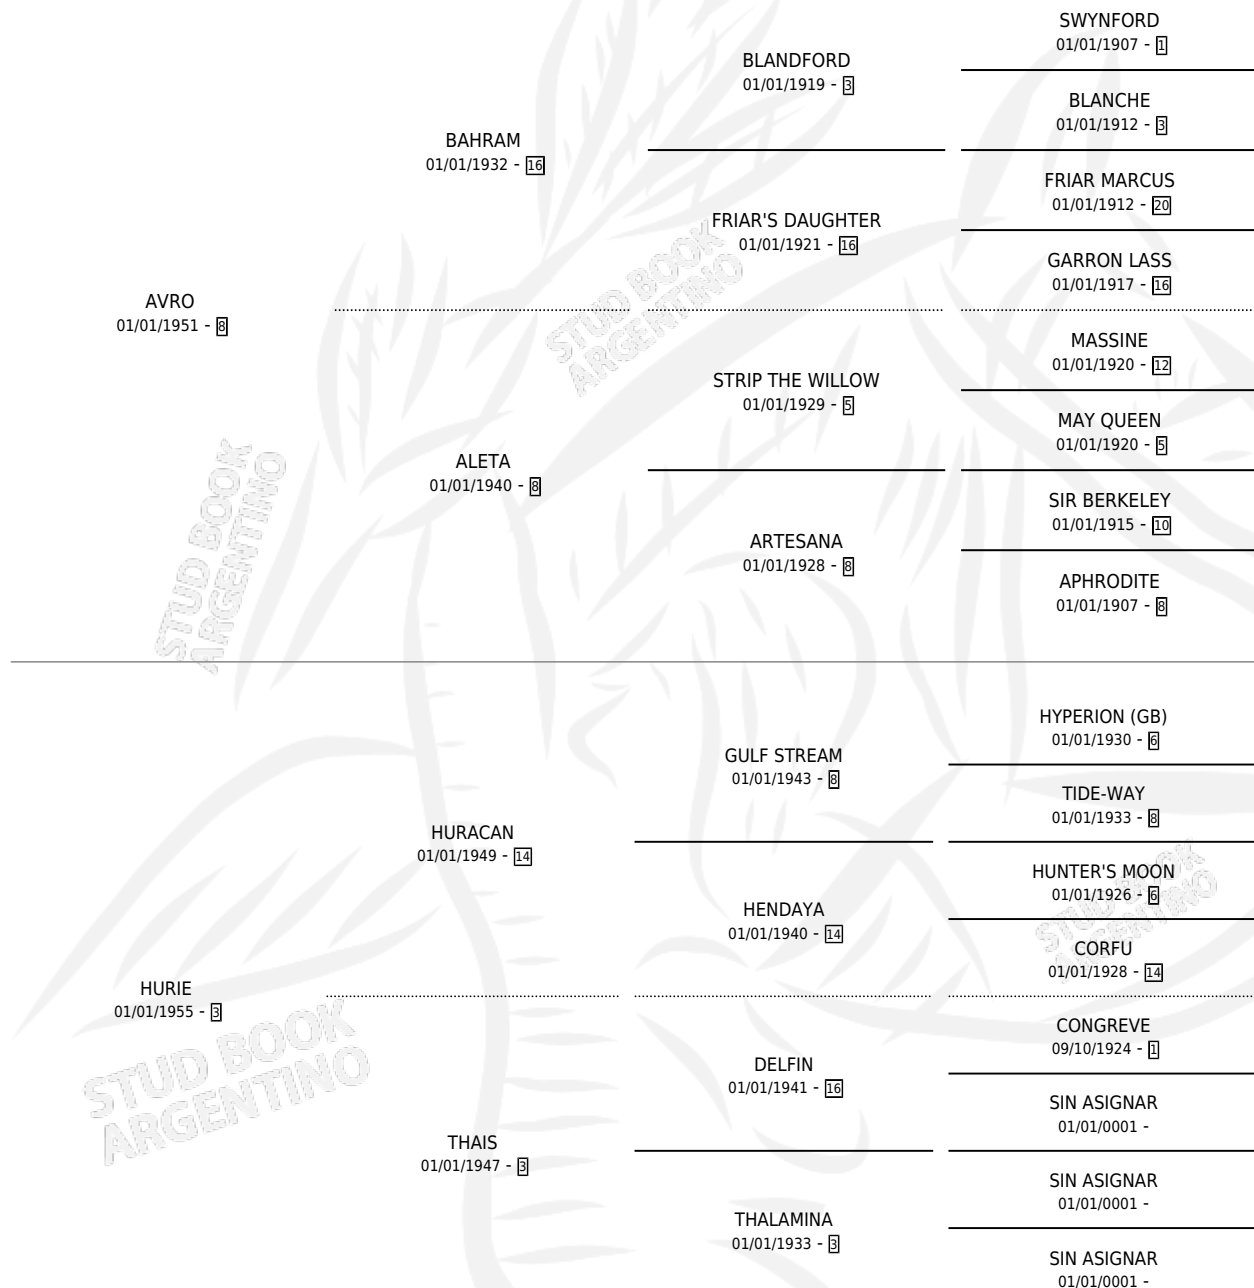 SWYNFORD
01/01/1907 - 1
BLANDFORD
01/01/1919 - 3
BLANCHE
01/01/1912 - 3
BAHRAM
01/01/1932 - 16
FRIAR MARCUS
01/01/1912 - 20
FRIAR'S DAUGHTER
01/01/1921 - 16
GARRON LASS
01/01/1917 - 16
AVRO
01/01/1951 - 8
MASSINE
01/01/1920 - 12
STRIP THE WILLOW
01/01/1929 - 5
MAY QUEEN
01/01/1920 - 5
ALETA
01/01/1940 - 8
SIR BERKELEY
01/01/1915 - 10
ARTESANA
01/01/1928 - 8
APHRODITE
01/01/1907 - 8
HYPERION (GB)
01/01/1930 - 6
GULF STREAM
01/01/1943 - 8
TIDE-WAY
01/01/1933 - 8
HURACAN
01/01/1949 - 14
HUNTER'S MOON
01/01/1926 - 6
HENDAYA
01/01/1940 - 14
CORFU
01/01/1928 - 14
HURIE
01/01/1955 - 3
CONGREVE
09/10/1924 - 1
DELFIN
01/01/1941 - 16
SIN ASIGNAR
01/01/0001 -
THAIS
01/01/1947 - 3
SIN ASIGNAR
01/01/0001 -
THALAMINA
01/01/1933 - 3
SIN ASIGNAR
01/01/0001 -
STUD BOOK
ARGENTINO
STUD BOOK
ARGENTINO
STUD BOOK
ARGENTINO
STUD BOOK
ARGENTINO